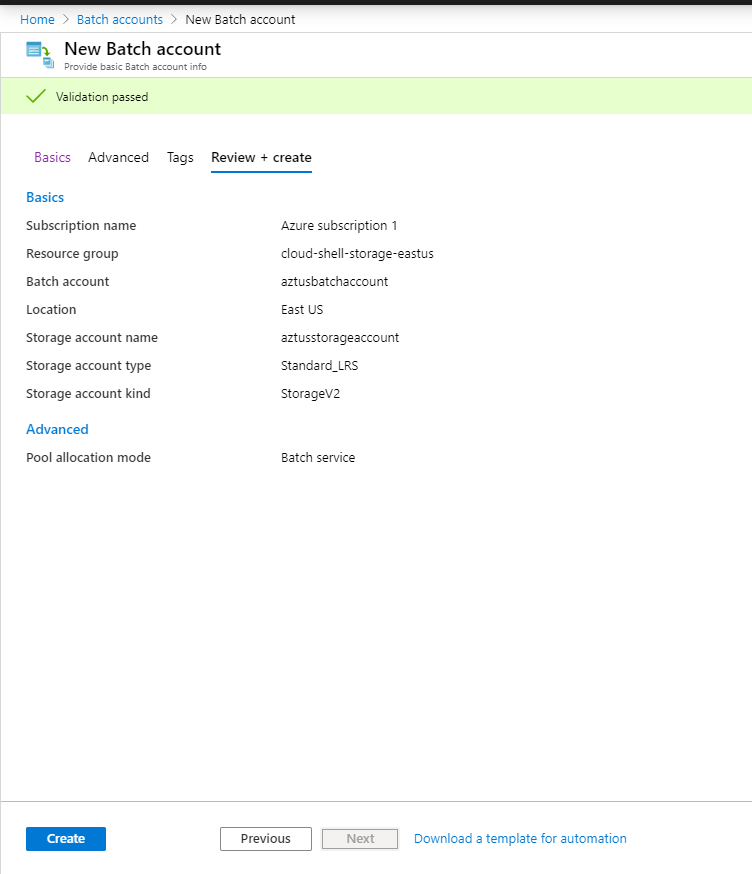 Home > Batch accounts > New Batch account
New Batch account
Provide basic Batch account info
Validation passed
Basics Advanced Tags Review + create
Basics
Subscription name Azure subscription 1
Resource group cloud-shell-storage-eastus
Batch account aztusbatchaccount
Location East US
Storage account name aztusstorageaccount
Storage account type Standard_LRS
Storage account kind StorageV2
Advanced
Pool allocation mode Batch service
Create Previous Next Download a template for automation